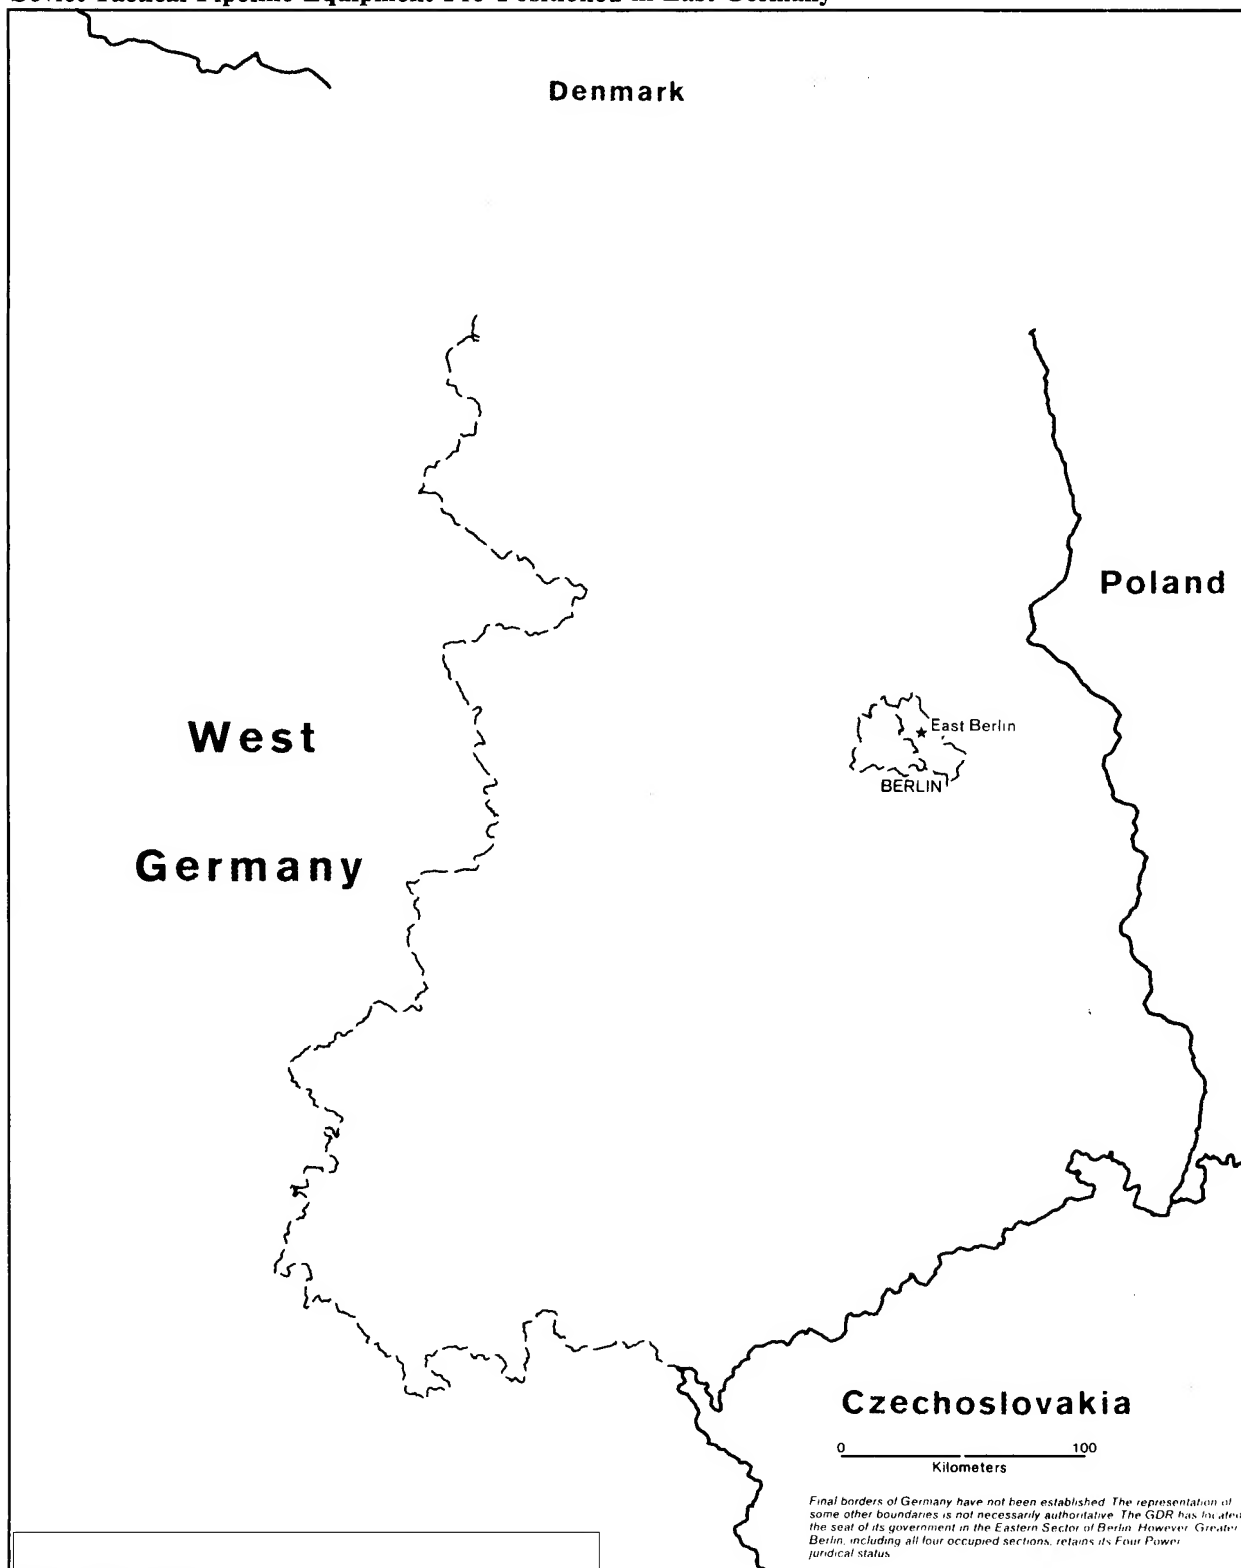 Soviet Tactical Pipeline Equipment Pre-Positioned in East Germany
Denmark
Poland
West
Germany
East Berlin
BERLIN
Czechoslovakia
0 100
Kilometers
Final borders of Germany have not been established The representation of
some other boundaries is not necessarily authoritative The GDR has located
the seat of its government in the Eastern Sector of Berlin However Greater
Berlin, including all four occupied sections, retains its Four Power
juridical status